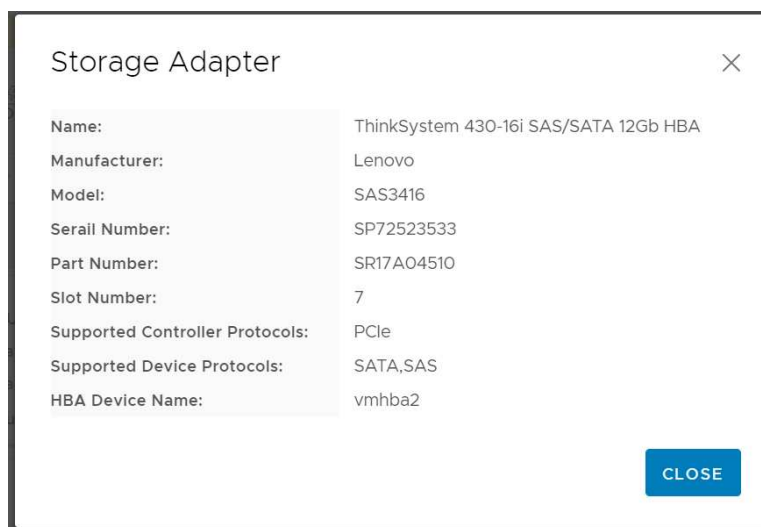 Storage Adapter
Name: ThinkSystem 430-16i SAS/SATA 12Gb HBA
Manufacturer: Lenovo
Model: SAS3416
Serail Number: SP72523533
Part Number: SR17A04510
Slot Number: 7
Supported Controller Protocols: PCIe
Supported Device Protocols: SATA,SAS
HBA Device Name: vmhba2
CLOSE